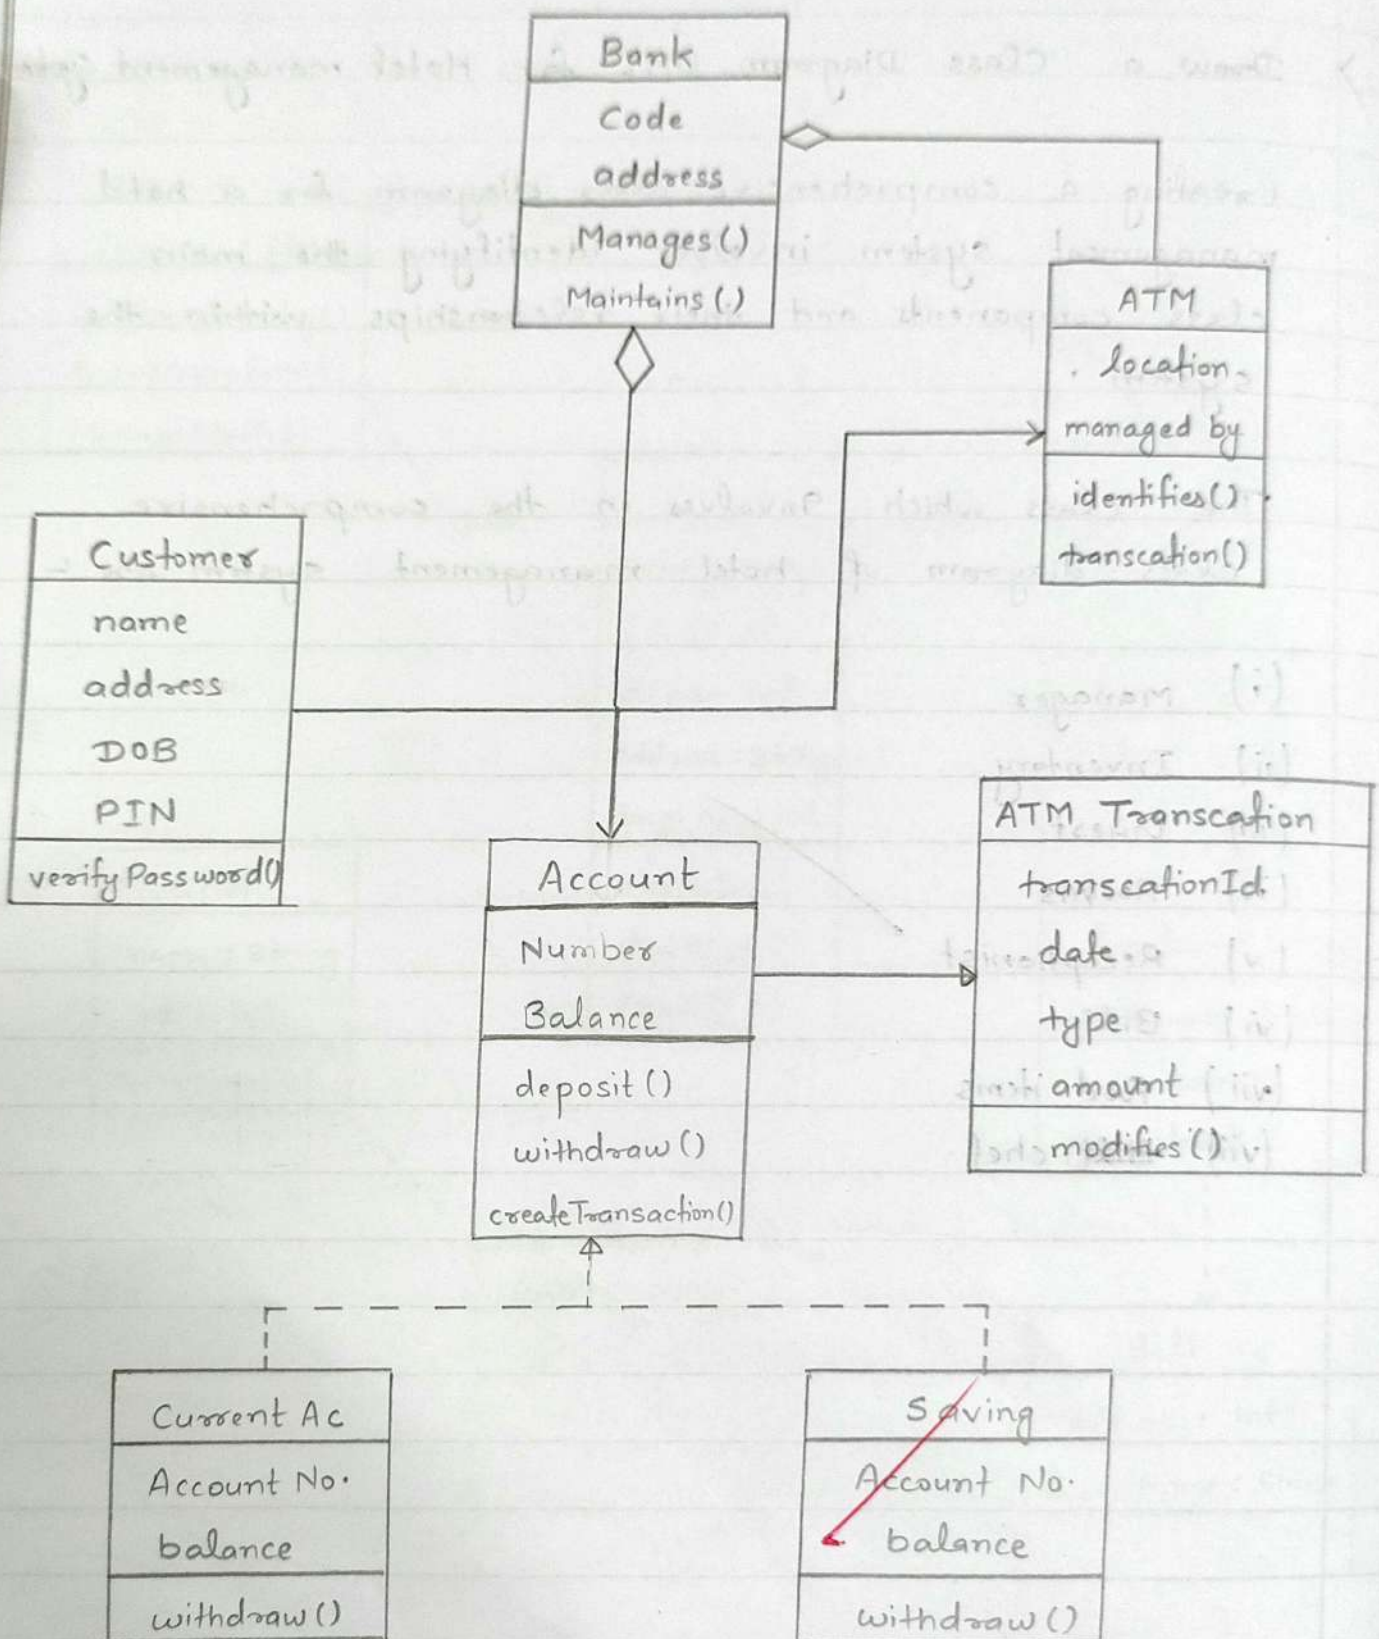 Bank
Code
address
Manages()
Maintains(.)
ATM
location
managed by
identifies()
transcation()
Customer
name
address
DOB
PIN
verifyPassword()
Account
Number
Balance
deposit()
withdraw()
createTransaction()
ATM Transcation
transcationId
date
type
amount
modifies()
Current Ac
Account No.
balance
withdraw()
Saving
Account No.
balance
withdraw()